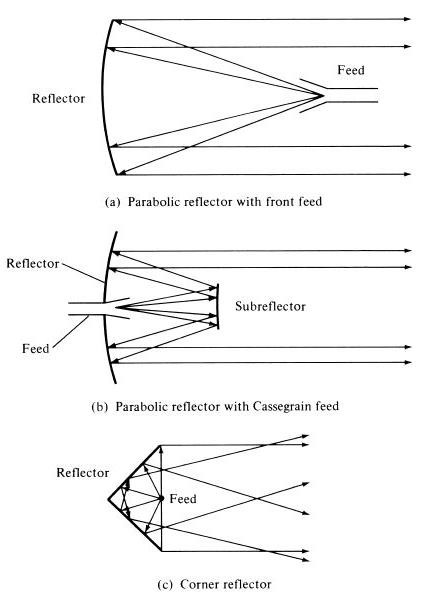 Feed
Reflector
(a) Parabolic reflector with front feed
Reflector
Subreflector
Feed
(b) Parabolic reflector with Cassegrain feed
Reflector
Feed
(c) Corner reflector